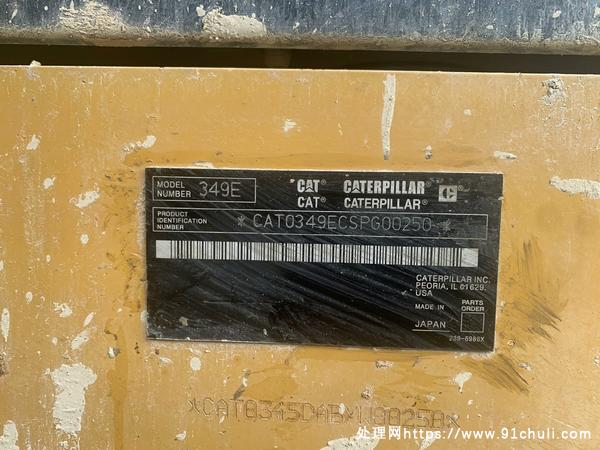 MODEL NUMBER 349E
CAT CATERPILLAR
CAT CATERPILLAR
PRODUCT IDENTIFICATION NUMBER
*CAT0349ECSPG00250*
CATERPILLAR INC.
PEORIA, IL 61629,
USA
MADE IN
JAPAN
PARTS ORDER
处理网https://www.91chuli.com/